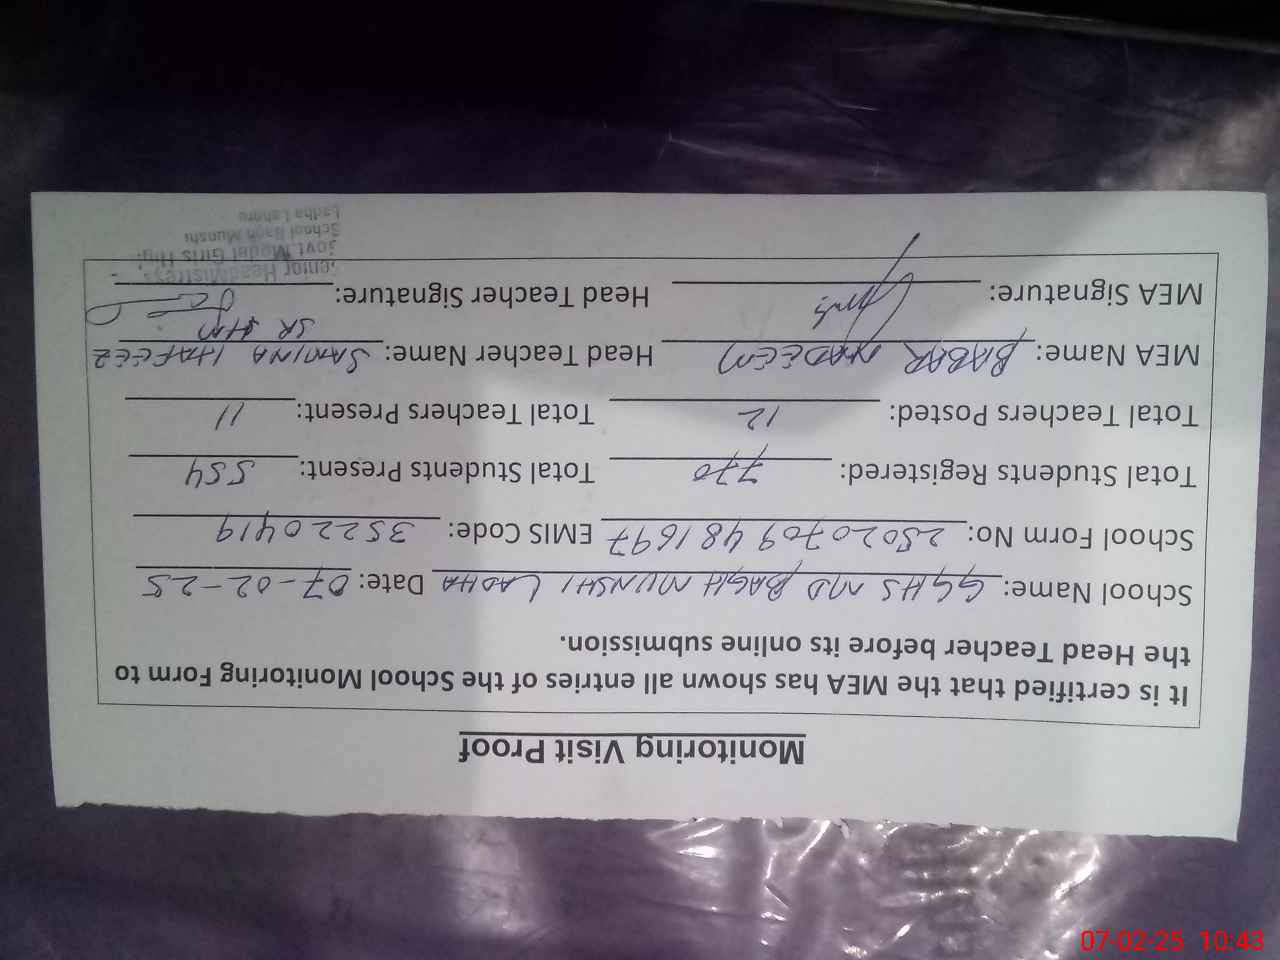 Monitoring Visit Proof
It is certified that the MEA has shown all entries of the School Monitoring Form to
the Head Teacher before its online submission.
School Name: GGHS MD BAGH MUNSHI LADHA Date: 07-02-25
School Form No: 25020709481697 EMIS Code: 35220419
Total Students Registered: 770 Total Students Present: 554
Total Teachers Posted: 12 Total Teachers Present: 11
MEA Name: BABAR NADEEM Head Teacher Name: SAMINA HAFEEZ
SR HM
MEA Signature: Head Teacher Signature:
Senior HeadMistress,
Govt. Model Girls Hig
School Bagh Munshi
Ladha Lahore
07-02-25 10:43